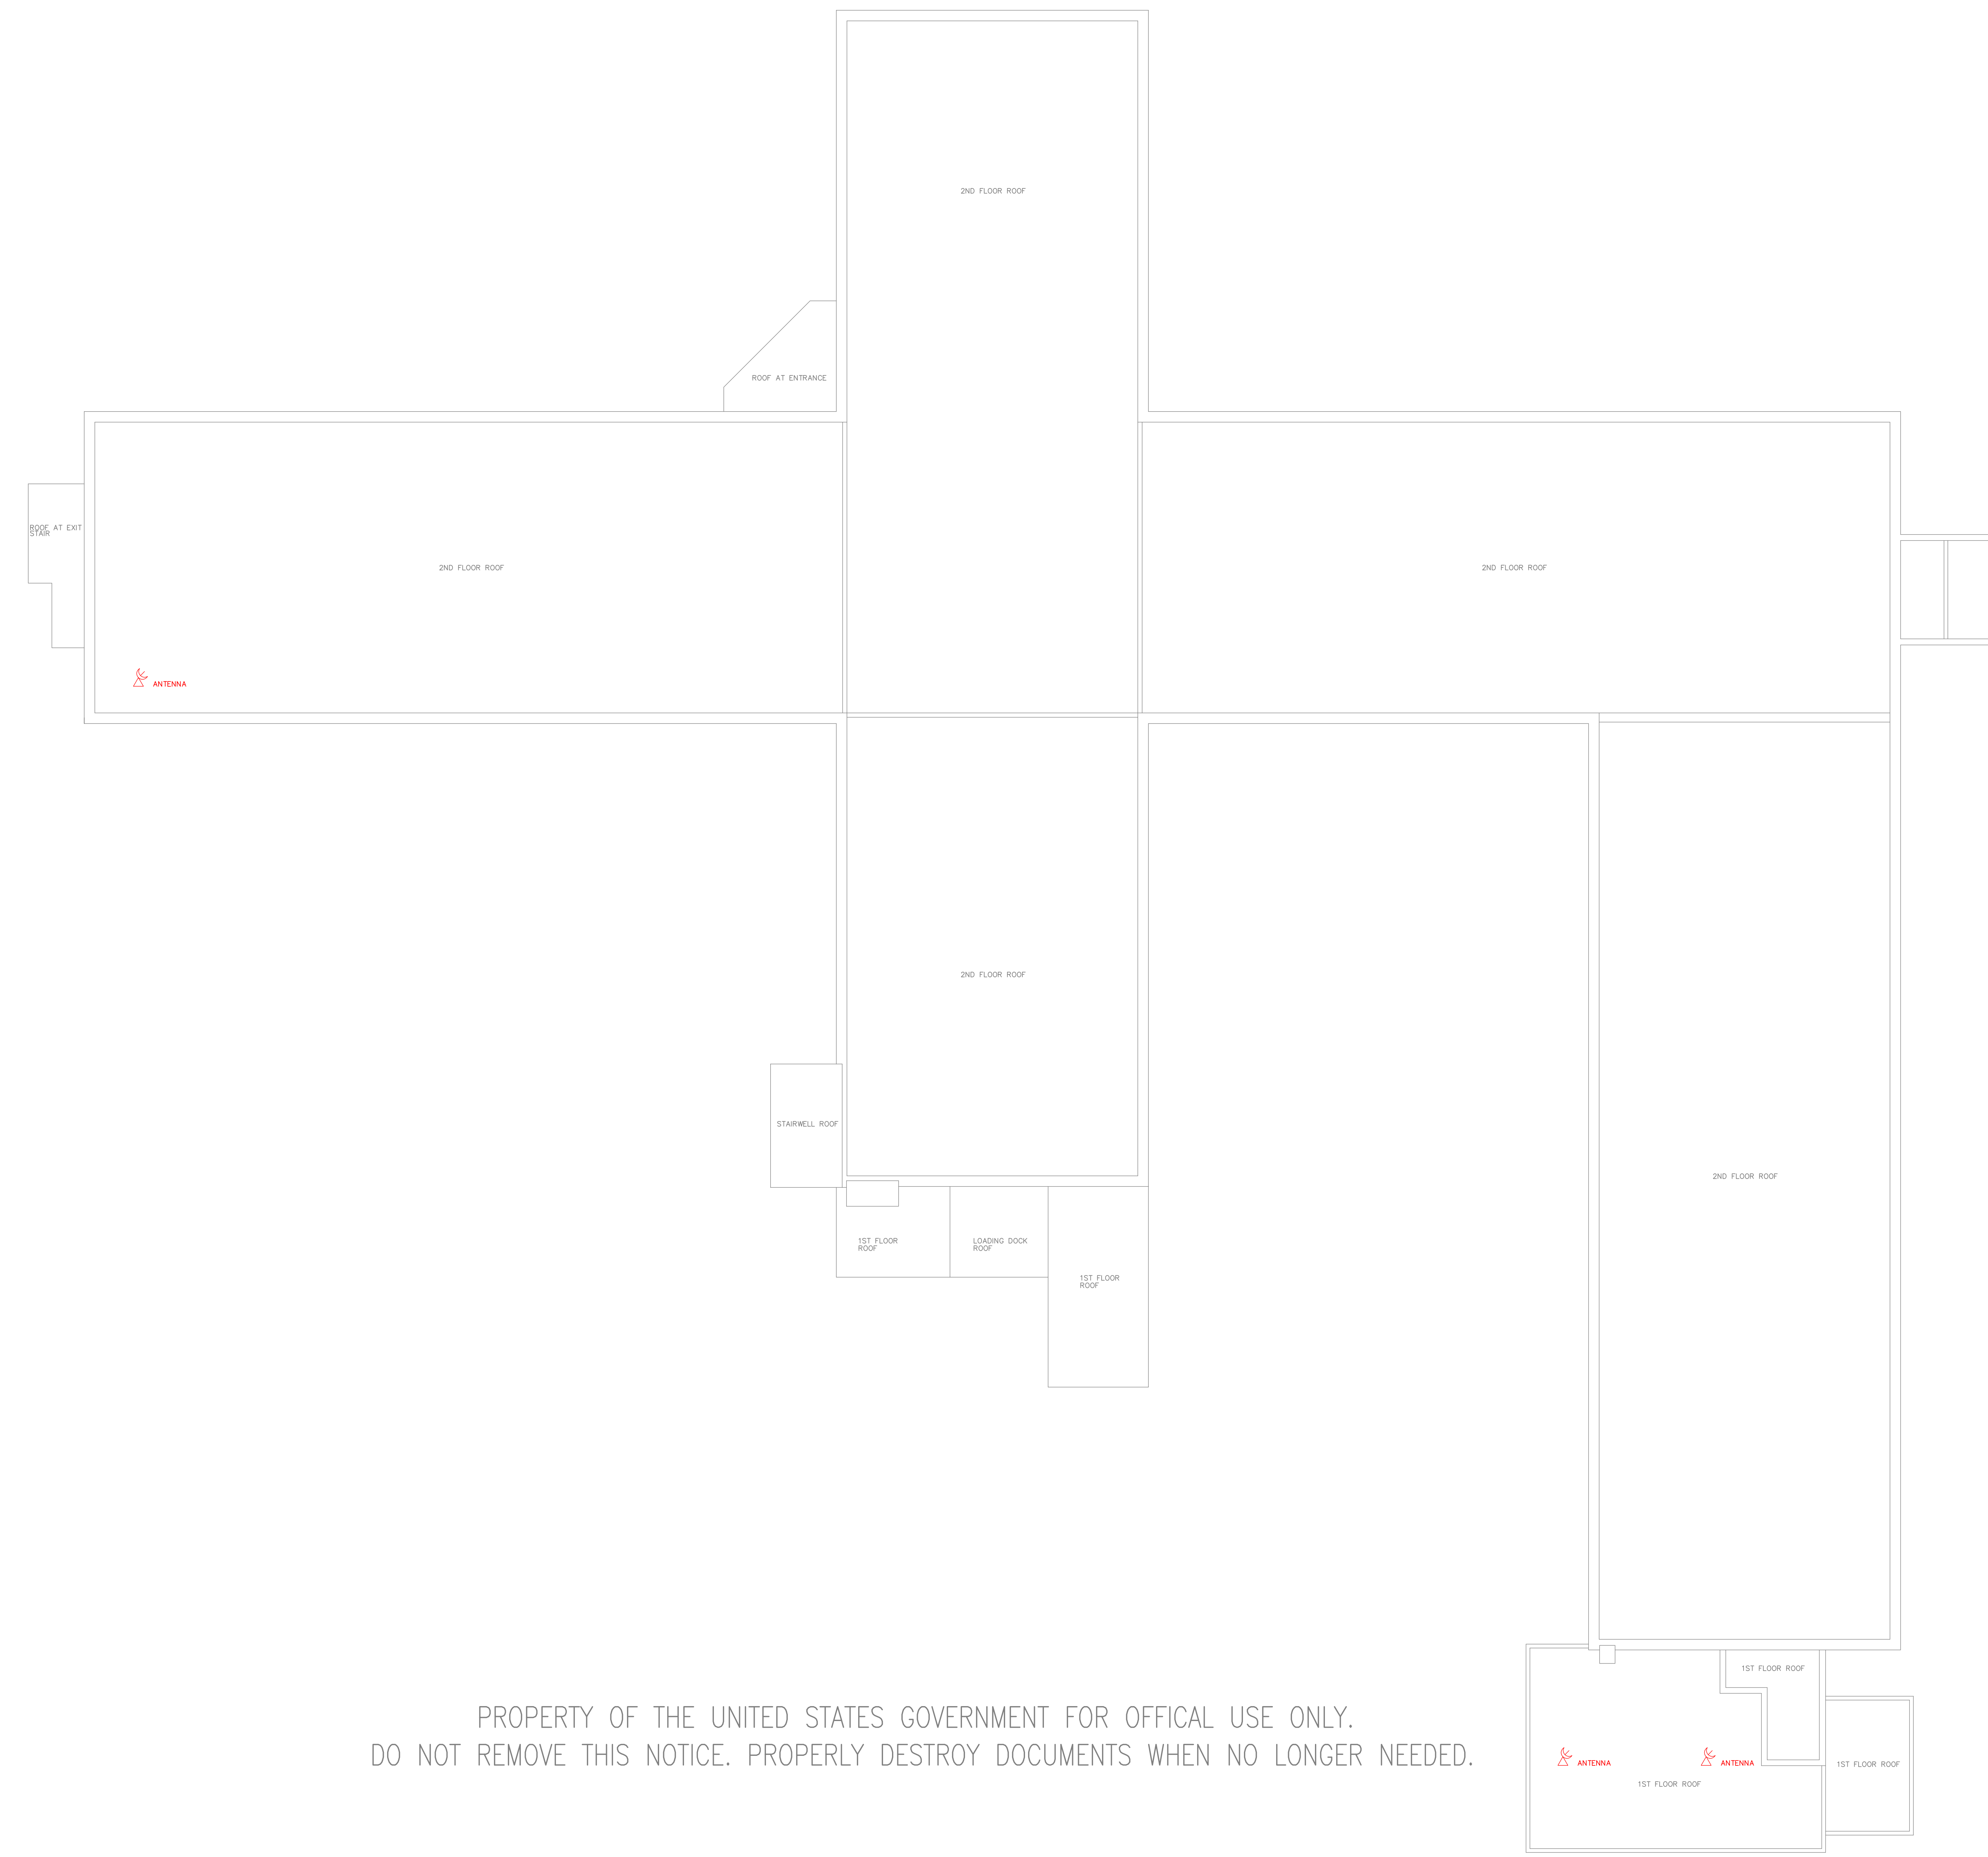 2ND FLOOR ROOF
ROOF AT ENTRANCE
ROOF AT EXIT
STAIR
2ND FLOOR ROOF
2ND FLOOR ROOF
ANTENNA
2ND FLOOR ROOF
STAIRWELL ROOF
2ND FLOOR ROOF
1ST FLOOR
ROOF
LOADING DOCK
ROOF
1ST FLOOR
ROOF
1ST FLOOR ROOF
PROPERTY OF THE UNITED STATES GOVERNMENT FOR OFFICAL USE ONLY.
DO NOT REMOVE THIS NOTICE. PROPERLY DESTROY DOCUMENTS WHEN NO LONGER NEEDED.
ANTENNA
ANTENNA
1ST FLOOR ROOF
1ST FLOOR ROOF